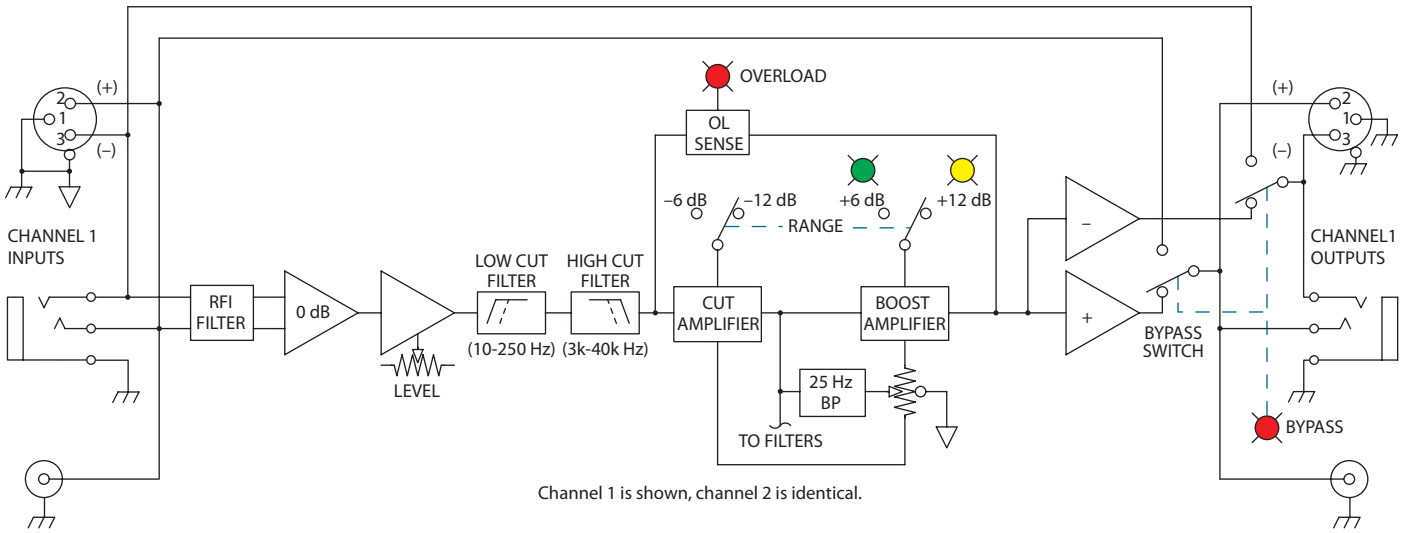 OVERLOAD
OL
SENSE
(+)
2
1
3
(–)
(+)
2
1
3
(–)
–6 dB
–12 dB
RANGE
+6 dB
+12 dB
CHANNEL 1
INPUTS
RFI
FILTER
0 dB
LEVEL
LOW CUT
FILTER
(10-250 Hz)
HIGH CUT
FILTER
(3k-40k Hz)
CUT
AMPLIFIER
BOOST
AMPLIFIER
–
+
BYPASS
SWITCH
CHANNEL1
OUTPUTS
25 Hz
BP
TO FILTERS
BYPASS
Channel 1 is shown, channel 2 is identical.